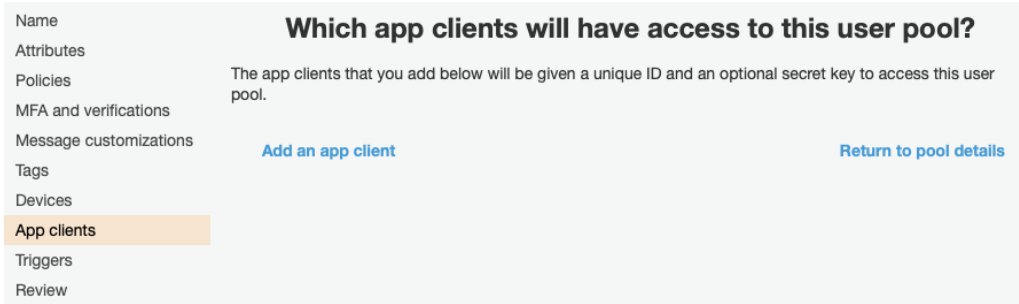 Name
Attributes
Policies
MFA and verifications
Message customizations
Tags
Devices
App clients
Triggers
Review
Which app clients will have access to this user pool?
The app clients that you add below will be given a unique ID and an optional secret key to access this user
pool.
Add an app client
Return to pool details